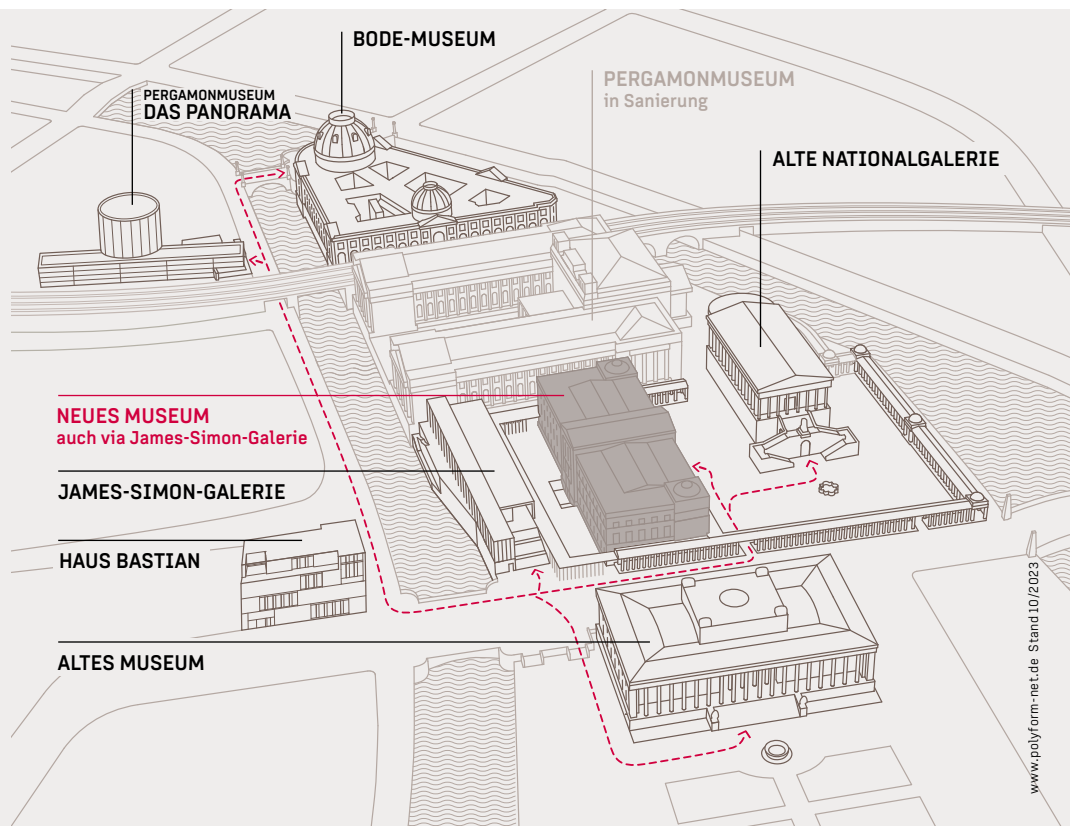 BODE-MUSEUM
PERGAMONMUSEUM
in Sanierung
PERGAMONMUSEUM
DAS PANORAMA
ALTE NATIONALGALERIE
NEUES MUSEUM
auch via James-Simon-Galerie
JAMES-SIMON-GALERIE
HAUS BASTIAN
ALTES MUSEUM
www.polyform-net.de Stand 10/2023